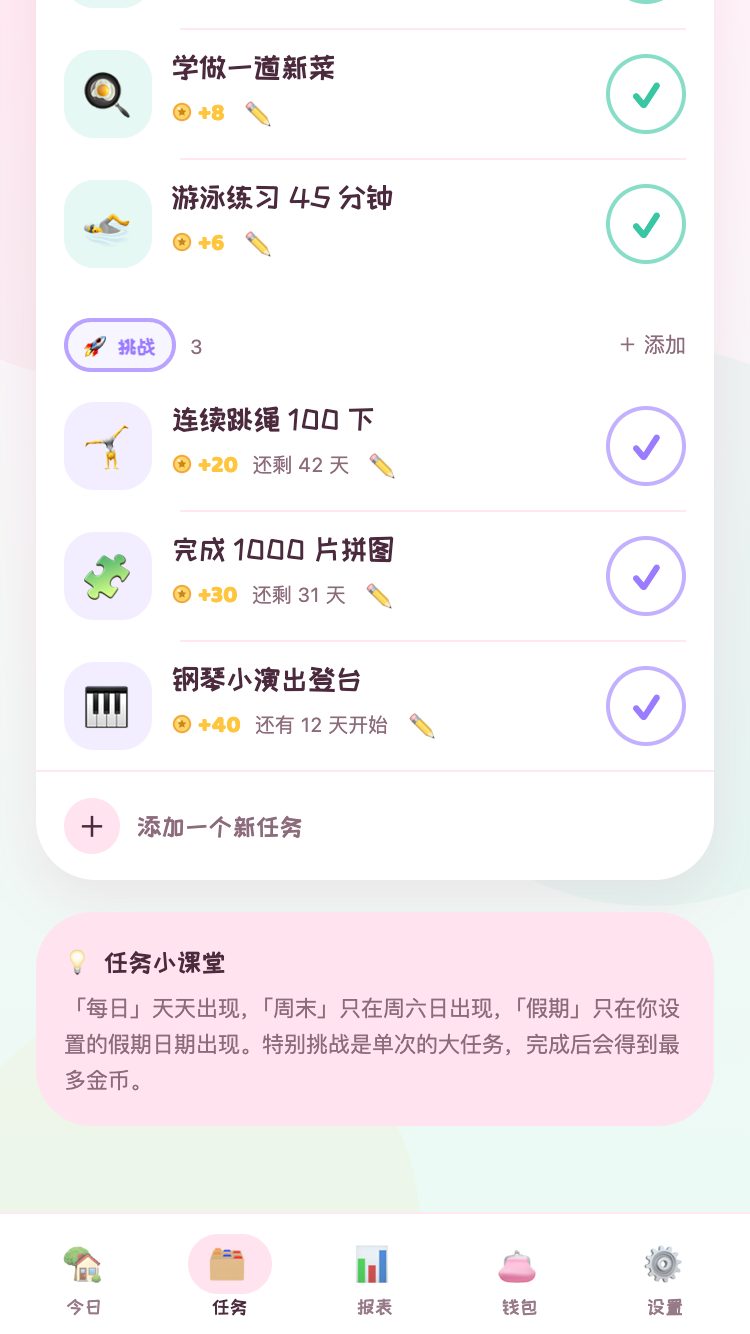 学做一道新菜
+8
游泳练习 45 分钟
+6
挑战 3 + 添加
连续跳绳 100 下
+20 还剩 42 天
完成 1000 片拼图
+30 还剩 31 天
钢琴小演出登台
+40 还有 12 天开始
+ 添加一个新任务
任务小课堂
「每日」天天出现，「周末」只在周六日出现，「假期」只在你设
置的假期日期出现。特别挑战是单次的大任务，完成后会得到最
多金币。
今日 任务 报表 钱包 设置